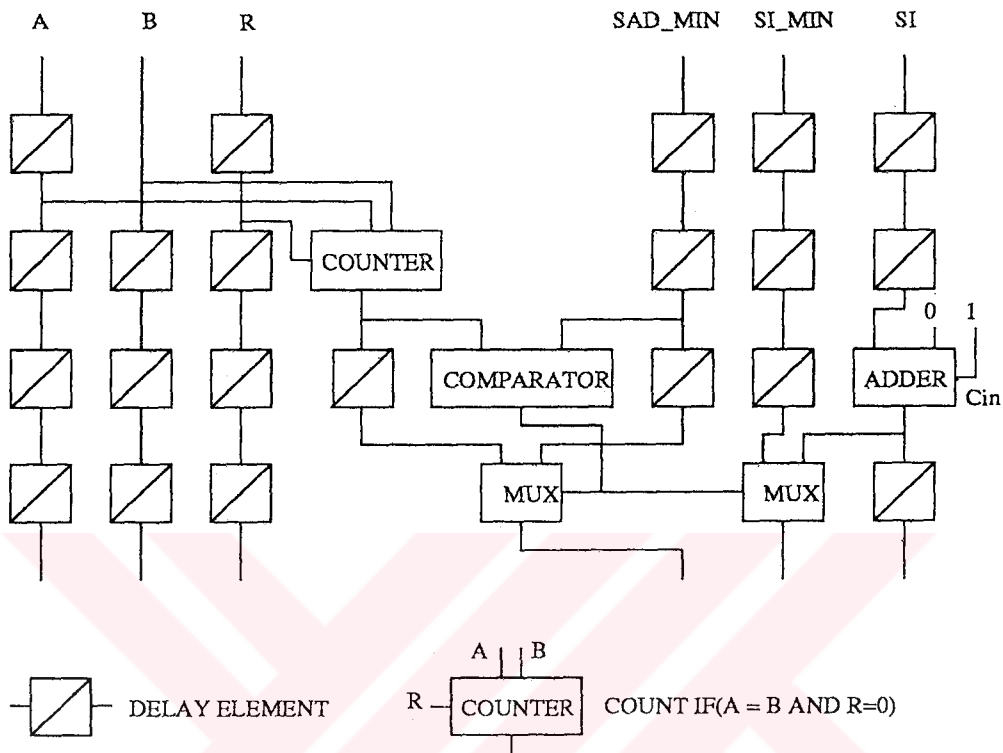 A B R SAD_MIN SI_MIN SI
COUNTER
0 1
COMPARATOR
ADDER
Cin
MUX
MUX
A B
DELAY ELEMENT
R
COUNTER
COUNT IF(A = B AND R=0)